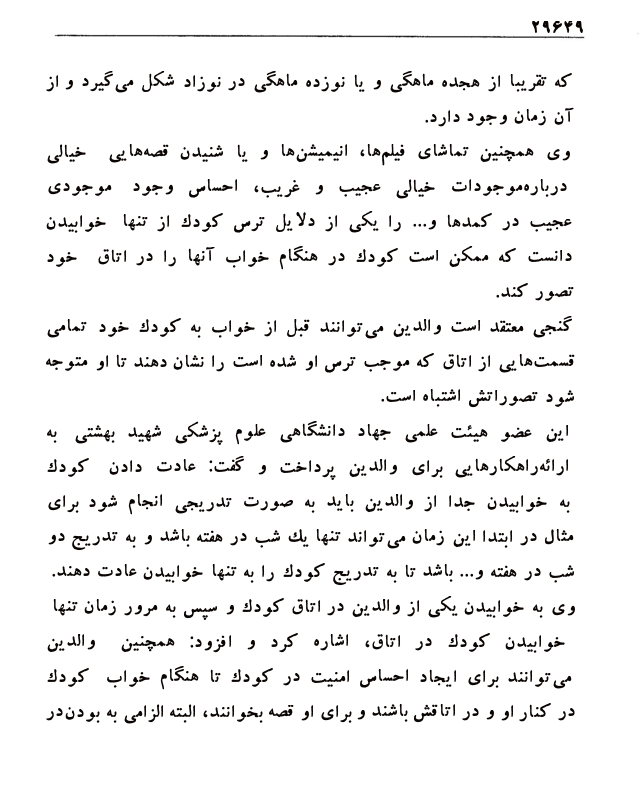 ۲۹۶۴۹
که تقریبا از هجده ماهگی و یا نوزده ماهگی در نوزاد شکل می‌گیرد و از
آن زمان وجود دارد.
وی همچنین تماشای فیلم‌ها، انیمیشن‌ها و یا شنیدن قصه‌هایی خیالی
درباره‌موجودات خیالی عجیب و غریب، احساس وجود موجودی
عجیب در کمدها و... را یکی از دلایل ترس کودك از تنها خوابیدن
دانست که ممکن است کودك در هنگام خواب آنها را در اتاق خود
تصور کند.
گنجی معتقد است والدین می‌توانند قبل از خواب به کودك خود تمامی
قسمت‌هایی از اتاق که موجب ترس او شده است را نشان دهند تا او متوجه
شود تصوراتش اشتباه است.
این عضو هیئت علمی جهاد دانشگاهی علوم پزشکی شهید بهشتی به
ارائه‌راهکارهایی برای والدین پرداخت و گفت: عادت دادن کودك
به خوابیدن جدا از والدین باید به صورت تدریجی انجام شود برای
مثال در ابتدا این زمان می‌تواند تنها یك شب در هفته باشد و به تدریج دو
شب در هفته و... باشد تا به تدریج کودك را به تنها خوابیدن عادت دهند.
وی به خوابیدن یکی از والدین در اتاق کودك و سپس به مرور زمان تنها
خوابیدن کودك در اتاق، اشاره کرد و افزود: همچنین والدین
می‌توانند برای ایجاد احساس امنیت در کودك تا هنگام خواب کودك
در کنار او و در اتاقش باشند و برای او قصه بخوانند، البته الزامی به بودن‌در